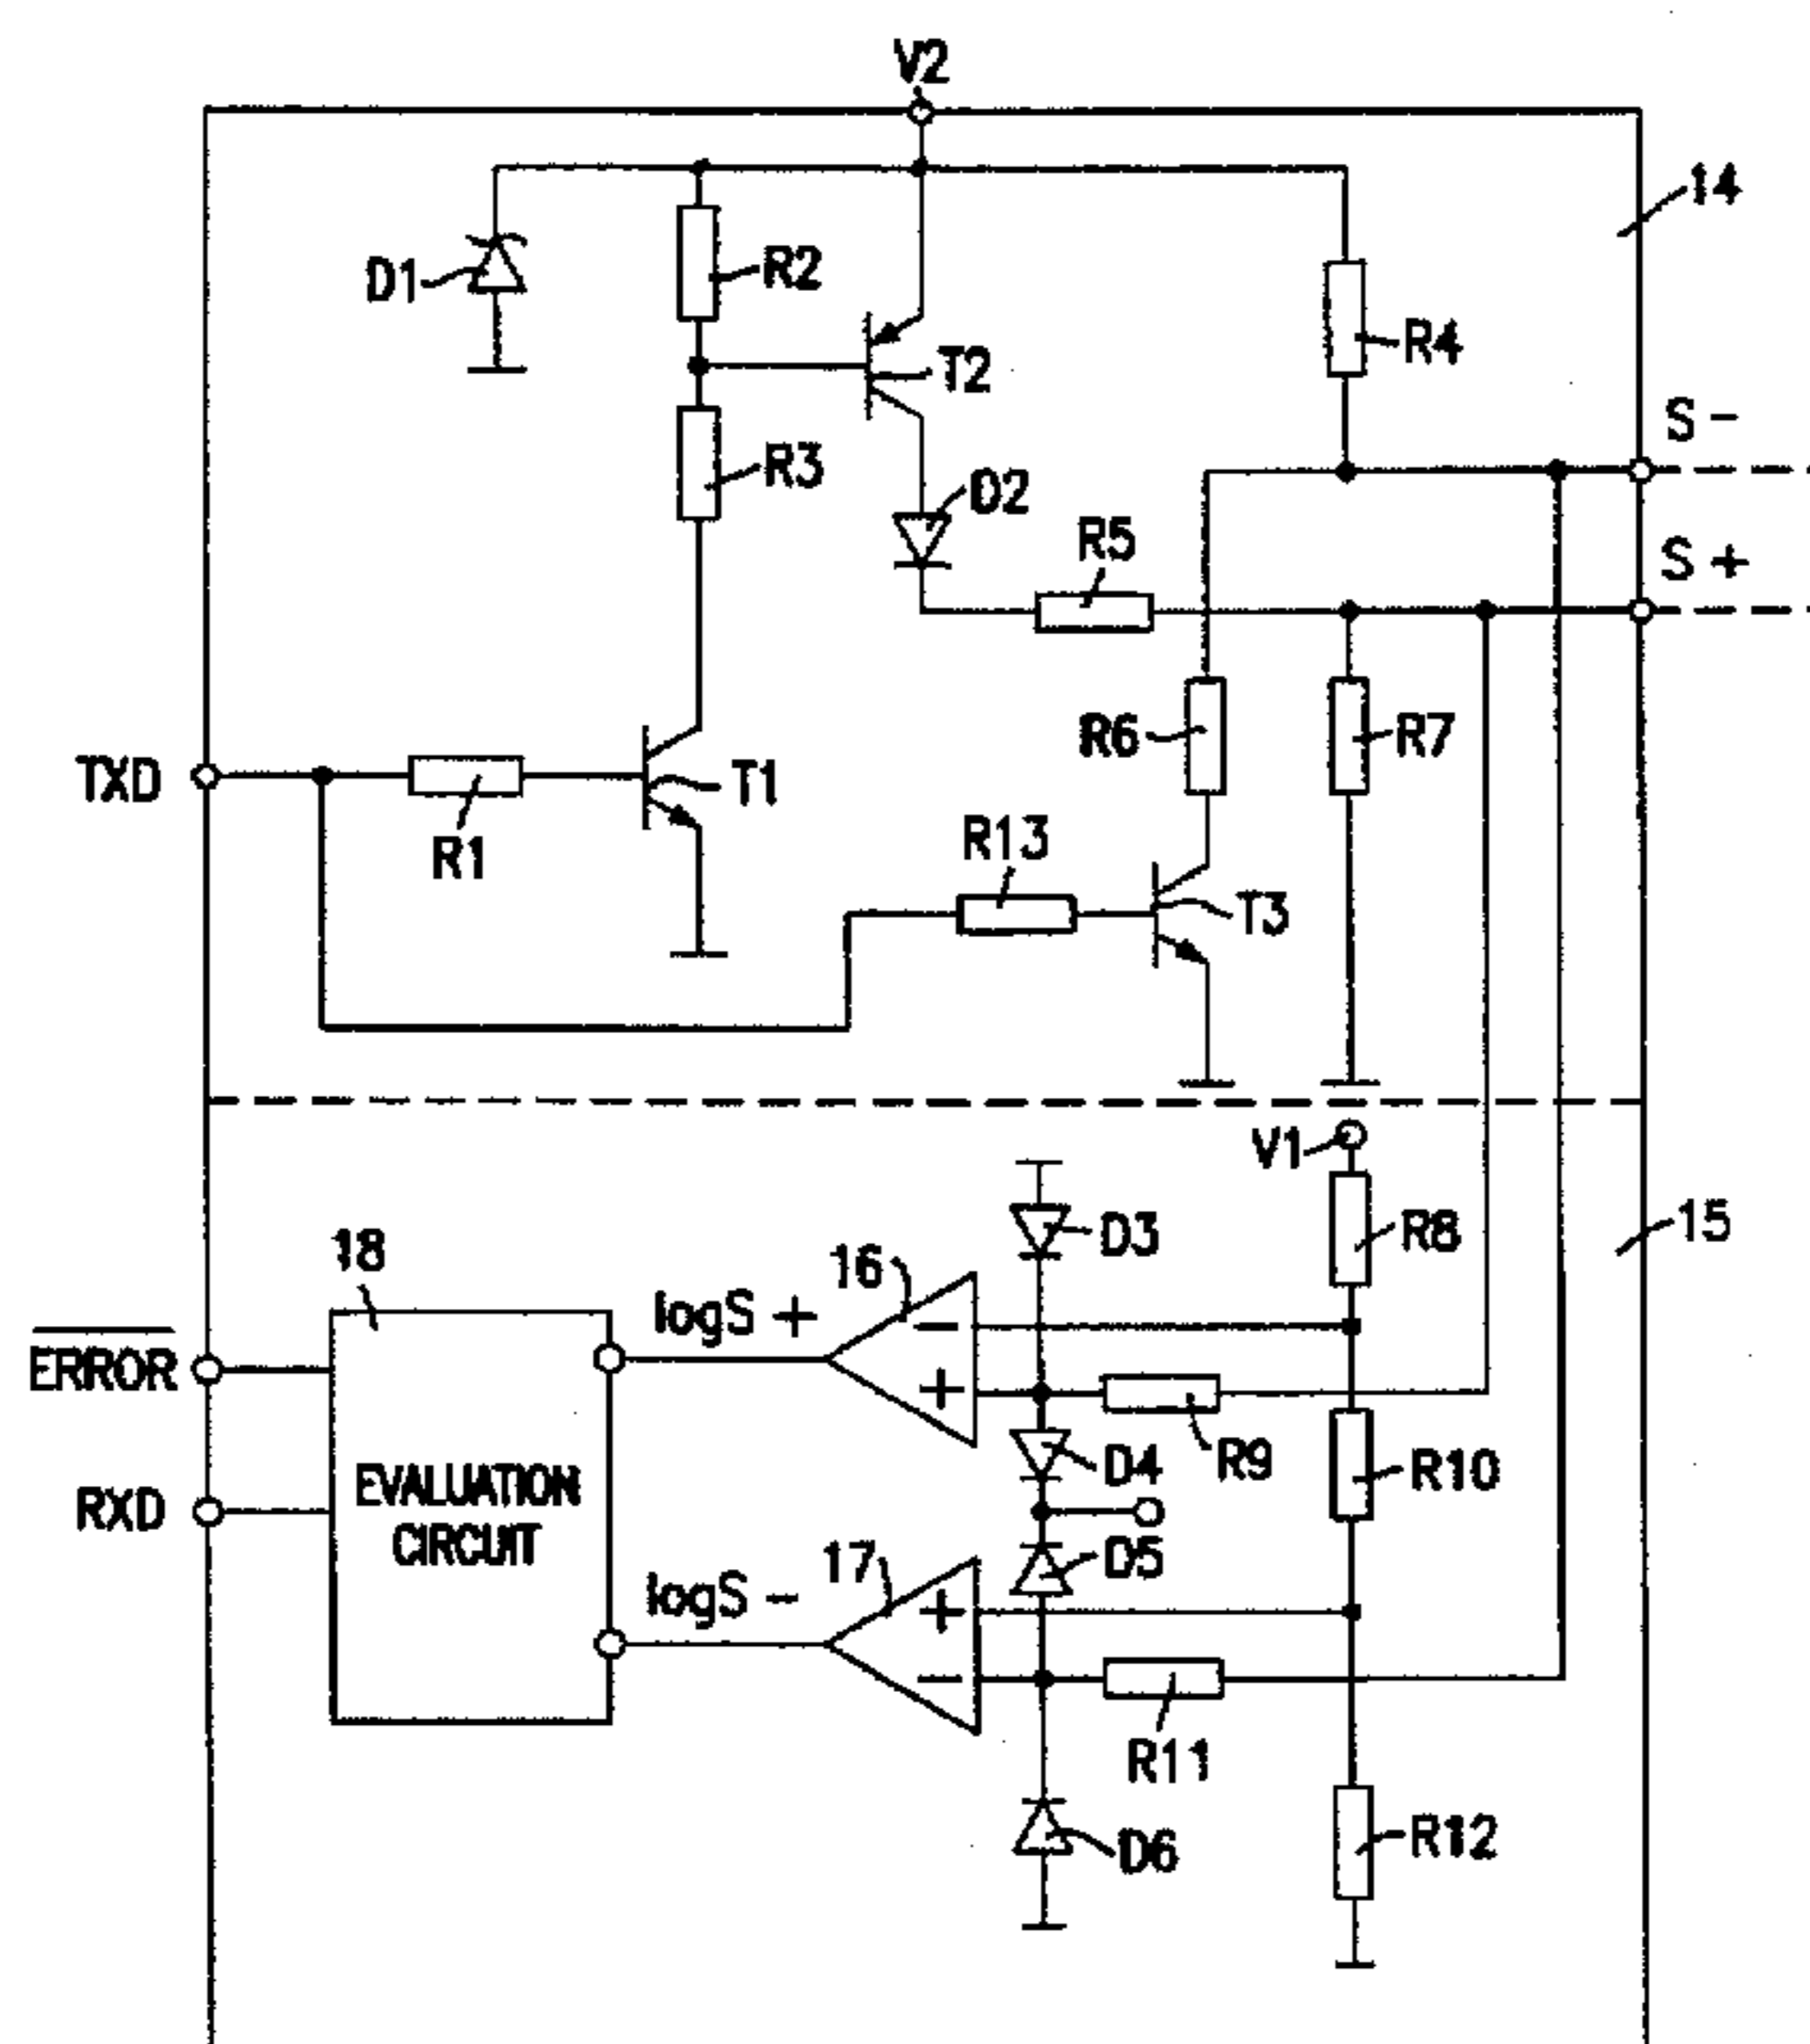 V2
14
D1
R2
R4
T2
S -
R3
D2
R5
S +
R6
R7
TXD
T1
R1
R13
T3
V1
15
18
D3
R8
16
logS +
-
ERROR
+
R9
D4
R10
RXD
EVALUATION
CIRCUIT
17
D5
logS -
+
-
R11
D6
R12